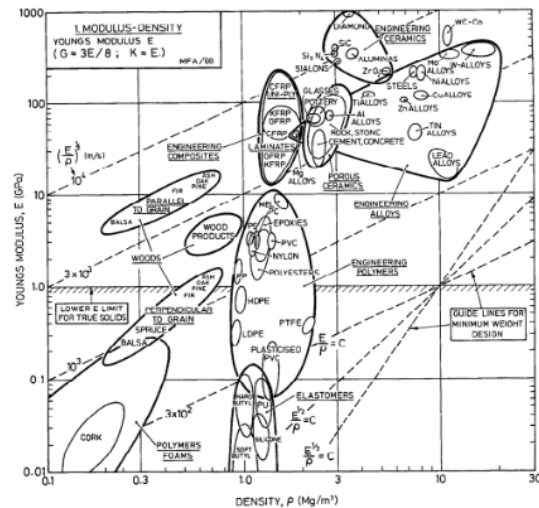 1. MODULUS-DENSITY
YOUNGS MODULUS E
(G ≈ 3E/8 ; K ≈ E.)
MFA/88
DIAMOND
ENGINEERING
CERAMICS
WC-Co
SiC
Si₃N₄
SIALONS
ALUMINAS
ZrO
Mo
ALLOYS
W-ALLOYS
STEELS
Ni ALLOYS
CFRP
UNI-PLY
GLASSES
POTTERY
Ti ALLOYS
Cu ALLOYS
Zn ALLOYS
KFRP
GFRP
CFRP
Al
ALLOYS
ROCK, STONE
CEMENT, CONCRETE
TIN
ALLOYS
LAMINATES
GFRP
KFRP
Mg
ALLOYS
LEAD
ALLOYS
ENGINEERING
COMPOSITES
POROUS
CERAMICS
ENGINEERING
ALLOYS
(E/ρ)^½ (m/s)
10⁴
ASH
OAK
PINE
FIR
PARALLEL
TO GRAIN
BALSA
WOOD
PRODUCTS
WOODS
MEL
PC
EPOXIES
PS
PVC
NYLON
POLYESTERS
ENGINEERING
POLYMERS
3×10³
ASH
OAK
PINE
FIR
LOWER E LIMIT
FOR TRUE SOLIDS
PERPENDICULAR
TO GRAIN
SPRUCE
BALSA
PP
HDPE
LDPE
PTFE
PLASTICISED
PVC
GUIDE LINES FOR
MINIMUM WEIGHT
DESIGN
E/ρ = C
E^½/ρ = C
E^⅓/ρ = C
10³
3×10²
HARD
BUTYL
PU
ELASTOMERS
SILICONE
SOFT
BUTYL
CORK
POLYMERS
FOAMS
YOUNGS MODULUS, E (GPa)
1000
100
10
1.0
0.1
0.01
0.1
0.3
1.0
3
10
30
DENSITY, ρ (Mg/m³)